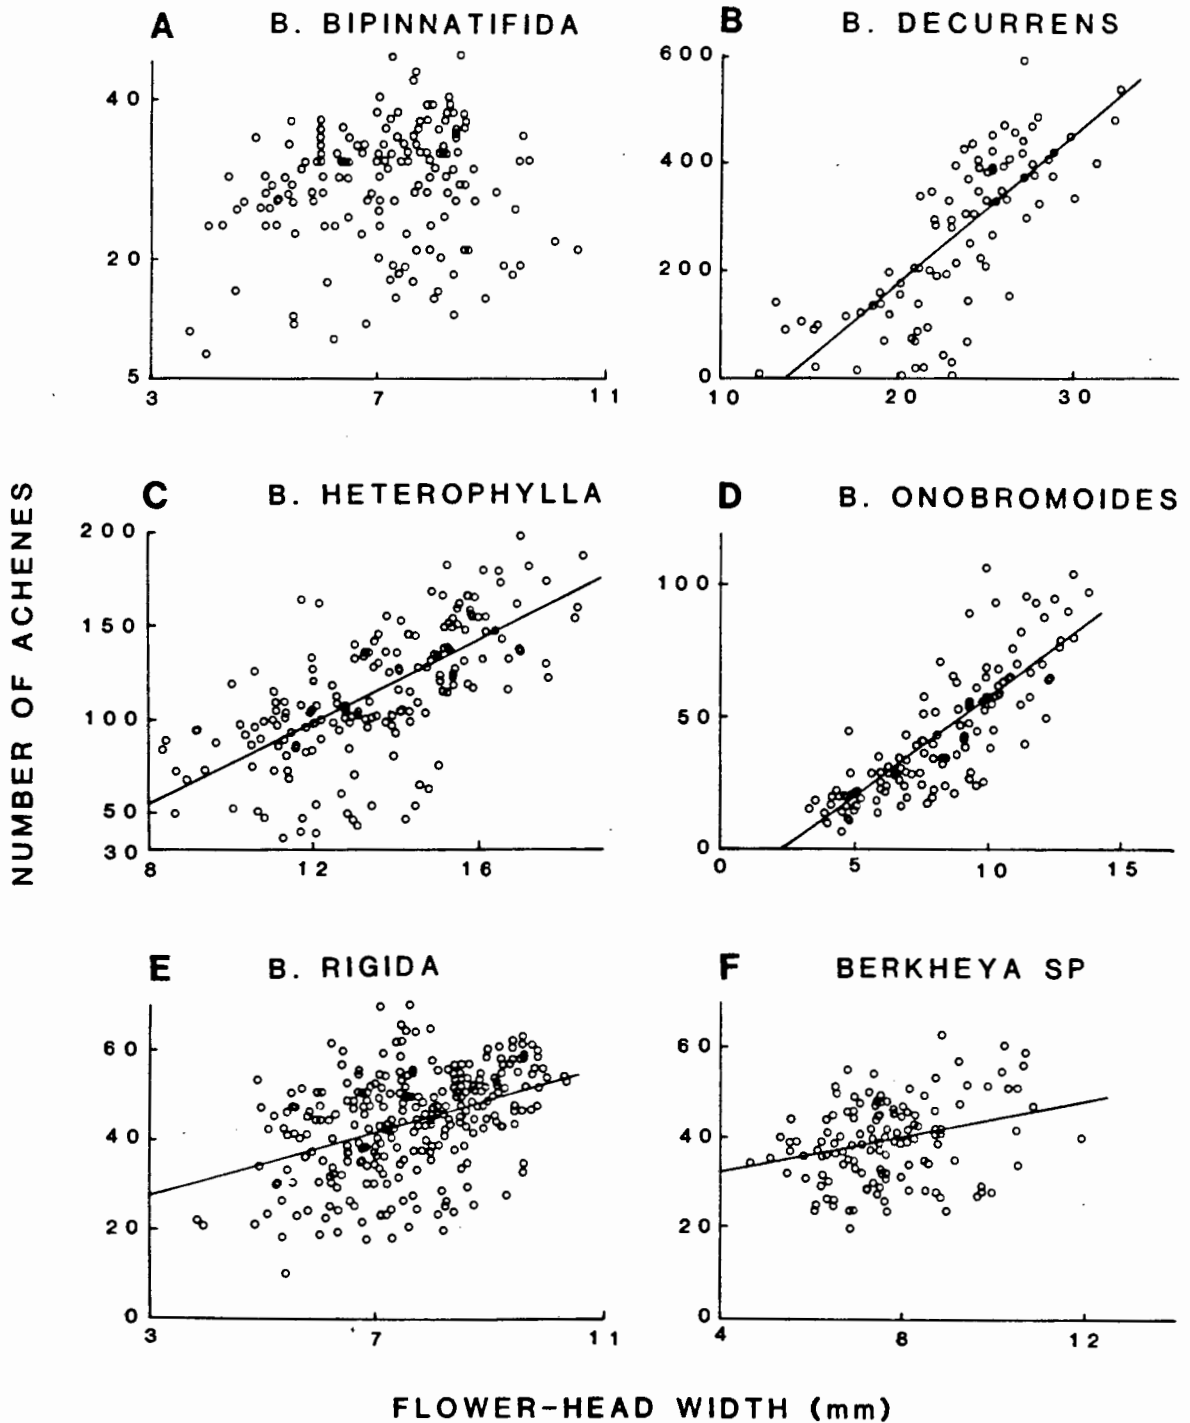 A B. BIPINNATIFIDA
40
20
5
3 7 11
B B. DECURRENS
600
400
200
0
10 20 30
NUMBER OF ACHENES
C B. HETEROPHYLLA
200
150
100
50
30
8 12 16
D B. ONOBROMOIDES
100
50
0
0 5 10 15
E B. RIGIDA
60
40
20
0
3 7 11
F BERKHEYA SP
60
40
20
0
4 8 12
FLOWER-HEAD WIDTH (mm)